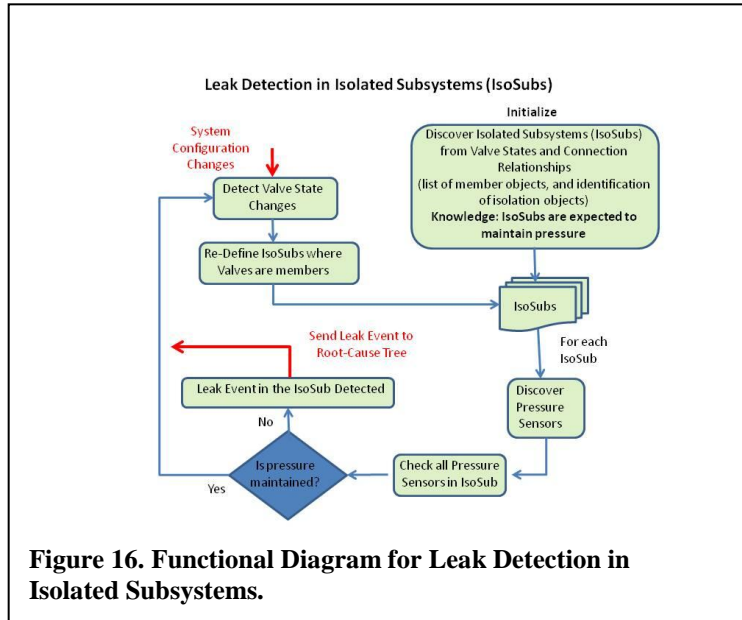 Leak Detection in Isolated Subsystems (IsoSubs)
Initialize
System
Configuration
Changes
Discover Isolated Subsystems (IsoSubs)
from Valve States and Connection
Relationships
(list of member objects, and identification
of isolation objects)
Knowledge: IsoSubs are expected to
maintain pressure
Detect Valve State
Changes
Re-Define IsoSubs where
Valves are members
IsoSubs
Send Leak Event to
Root-Cause Tree
For each
IsoSub
Leak Event in the IsoSub Detected
Discover
Pressure
Sensors
No
Is pressure
maintained?
Check all Pressure
Sensors in IsoSub
Yes
Figure 16. Functional Diagram for Leak Detection in
Isolated Subsystems.